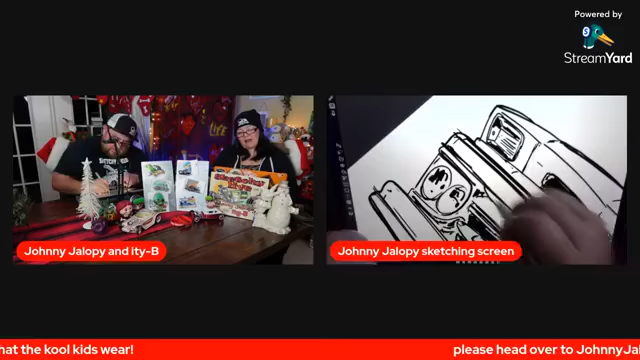 Powered by
StreamYard
LIFE
Johnny Jalopy and ity-B
Johnny Jalopy sketching screen
hat the kool kids wear!
please head over to JohnnyJal